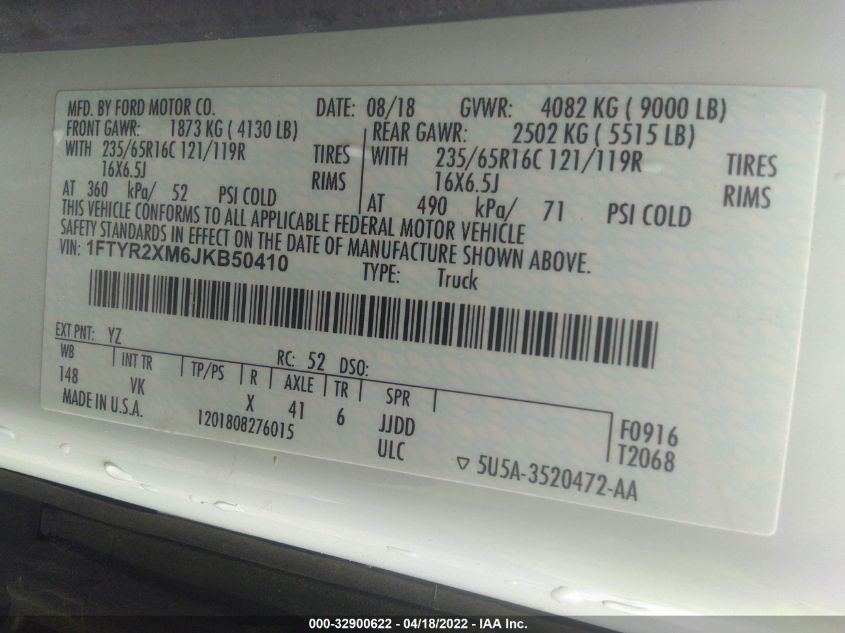 MFD. BY FORD MOTOR CO. DATE: 08/18 GVWR: 4082 KG ( 9000 LB)
FRONT GAWR: 1873 KG ( 4130 LB) REAR GAWR: 2502 KG ( 5515 LB)
WITH 235/65R16C 121/119R TIRES WITH 235/65R16C 121/119R TIRES
16X6.5J RIMS 16X6.5J RIMS
AT 360 kPa/ 52 PSI COLD AT 490 kPa/ 71 PSI COLD
THIS VEHICLE CONFORMS TO ALL APPLICABLE FEDERAL MOTOR VEHICLE
SAFETY STANDARDS IN EFFECT ON THE DATE OF MANUFACTURE SHOWN ABOVE.
VIN: 1FTYR2XM6JKB50410 TYPE: Truck
EXT PNT: YZ RC: 52 DSO:
WB INT TR TP/PS R AXLE TR SPR
148 VK X 41 6 JJDD F0916
MADE IN U.S.A. 1201808276015 ULC T2068
▽ 5U5A-3520472-AA
000-32900622 - 04/18/2022 - IAA Inc.